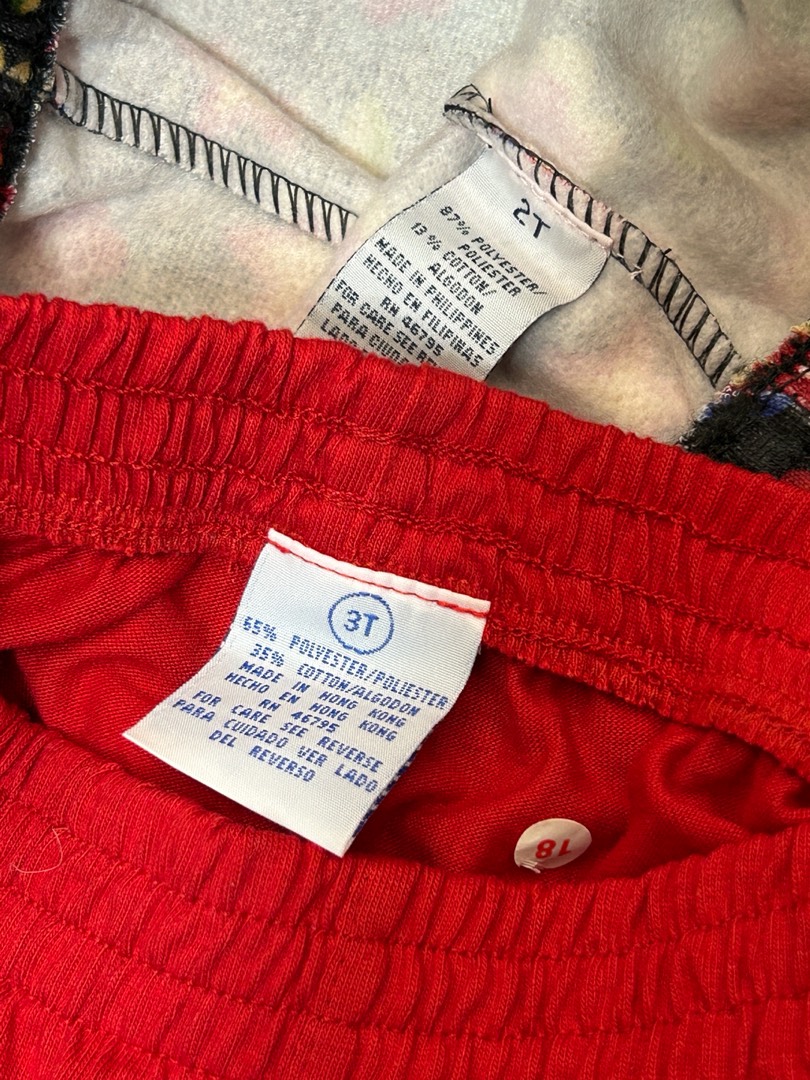 2T
87% POLYESTER/
POLIESTER
13% COTTON/
ALGODON
MADE IN PHILIPPINES
HECHO EN FILIPINAS
RN 46795
FOR CARE SEE
PARA
3T
65% POLYESTER/POLIESTER
35% COTTON/ALGODON
MADE IN HONG KONG
HECHO EN HONG KONG
RN 46795
FOR CARE SEE REVERSE
PARA CUIDADO VER LADO
DEL REVERSO
18